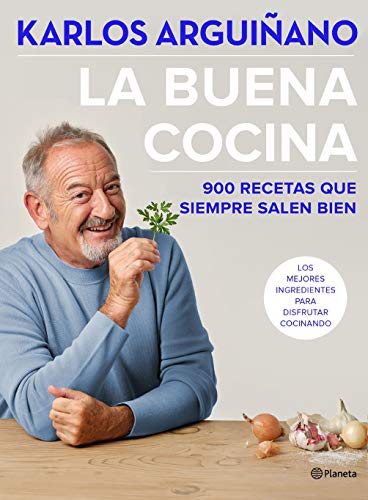 KARLOS ARGUIÑANO
LA BUENA
COCINA
900 RECETAS QUE
SIEMPRE SALEN BIEN
LOS
MEJORES
INGREDIENTES
PARA
DISFRUTAR
COCINANDO
Planeta